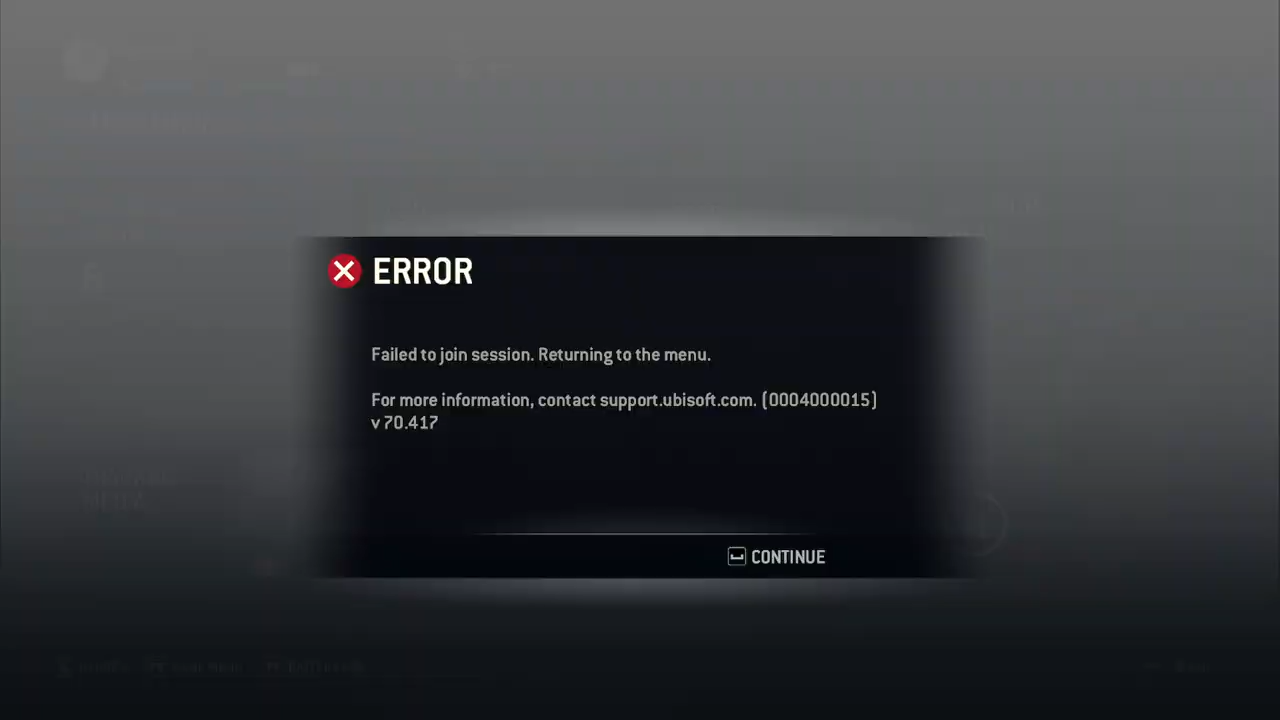 ERROR
Failed to join session. Returning to the menu.
For more information, contact support.ubisoft.com. (0004000015)
v 70.417
CONTINUE